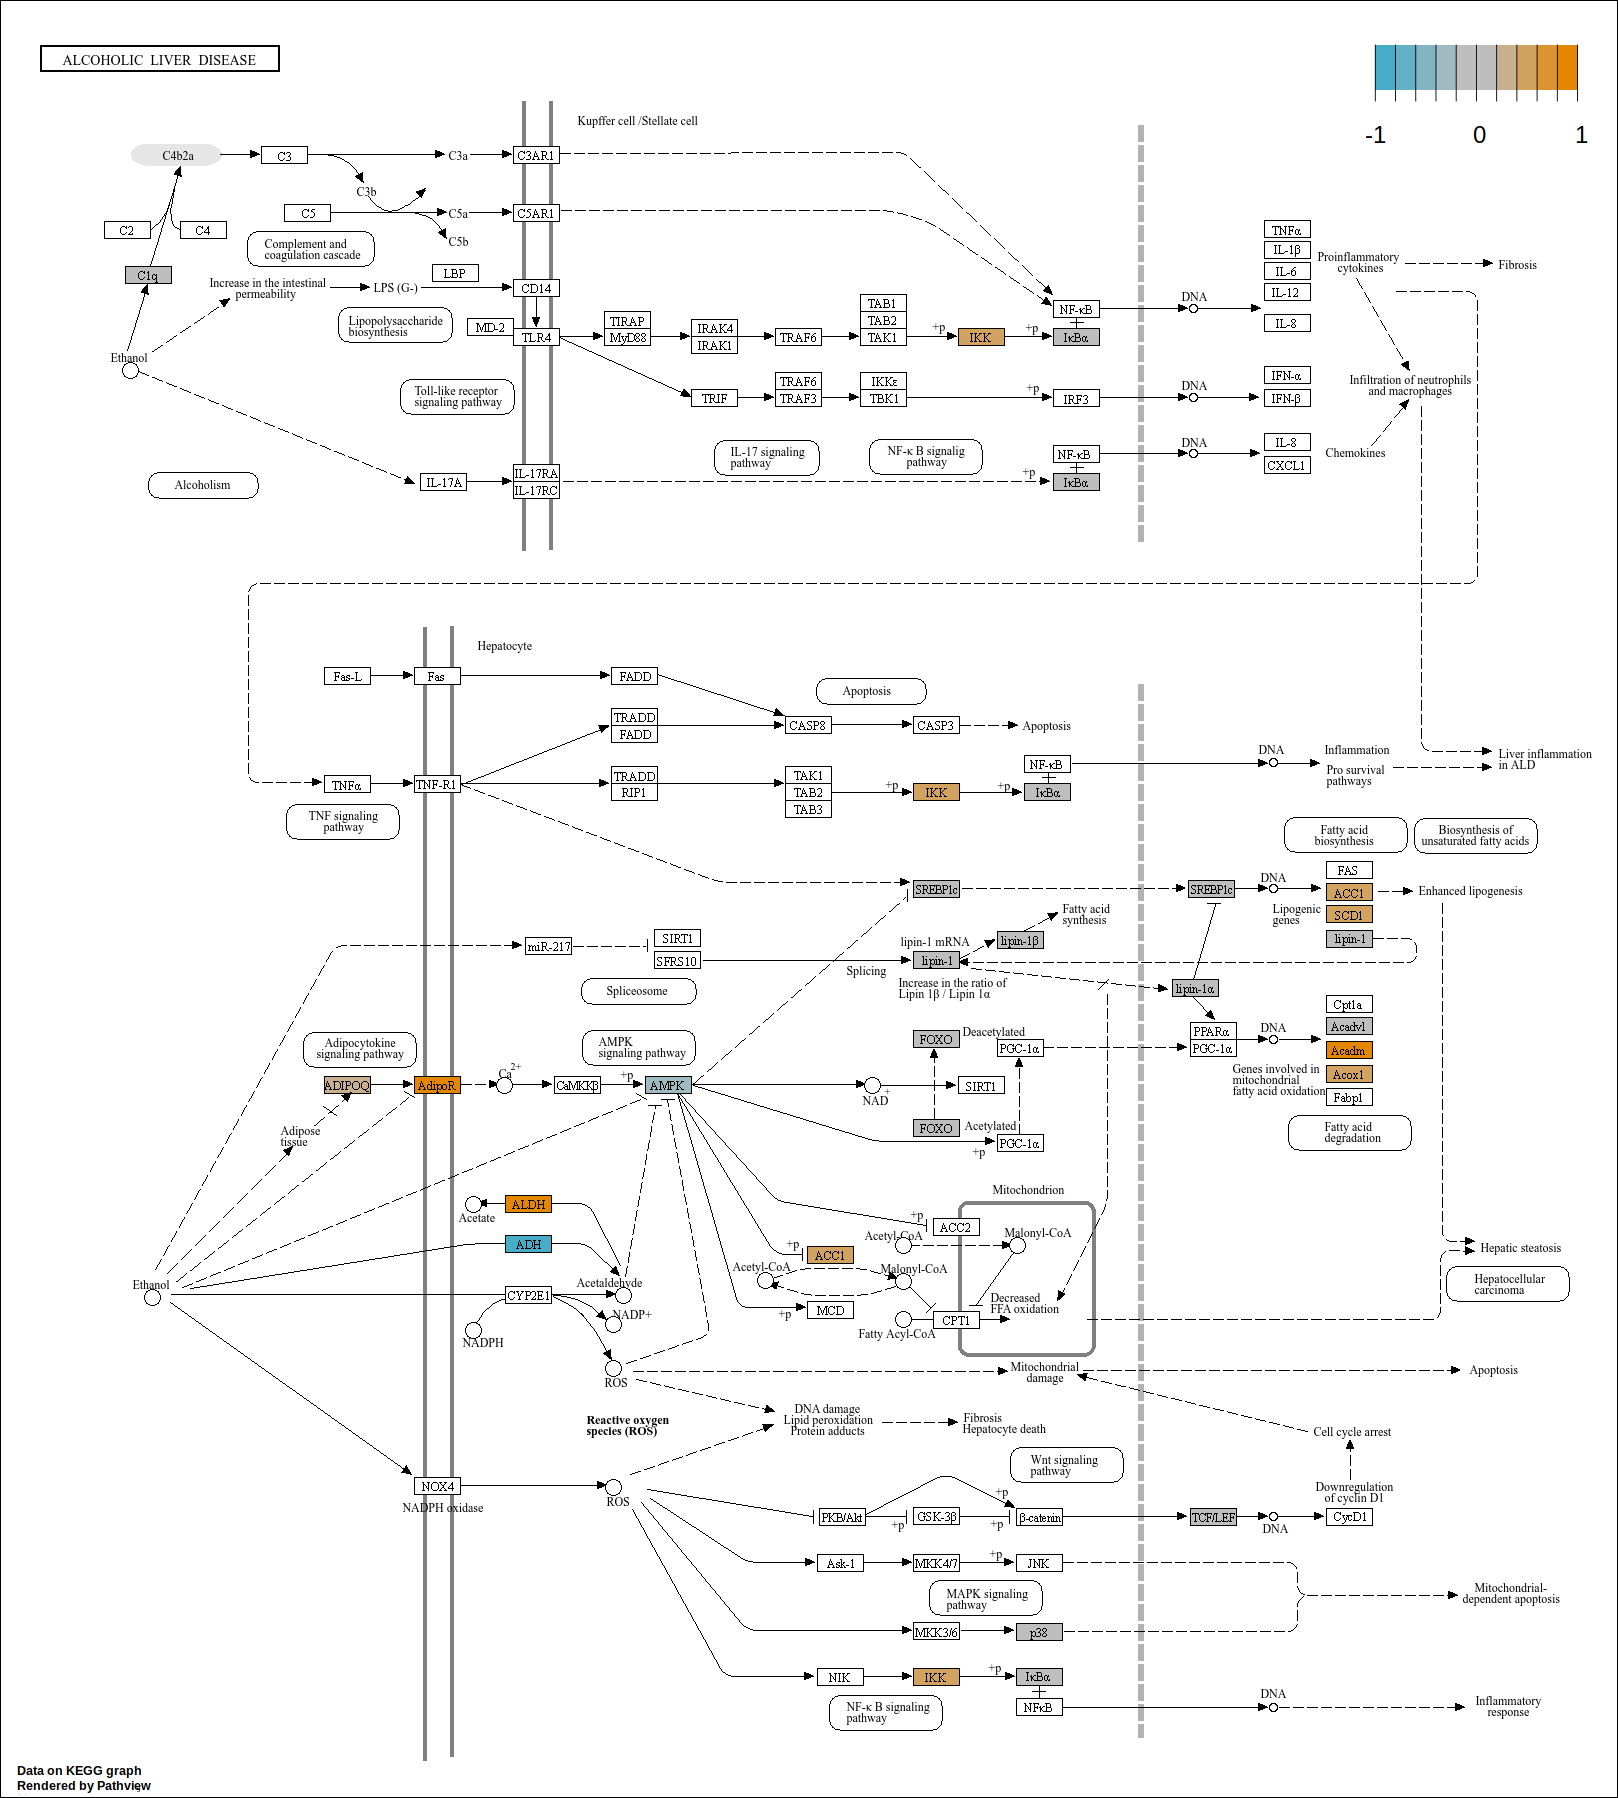 ALCOHOLIC LIVER DISEASE
-1 0 1
Kupffer cell /Stellate cell
C4b2a
C3
C3a
C3AR1
C3b
C5
C5a
C5AR1
C5b
C2
C4
Complement and
coagulation cascade
C1q
Increase in the intestinal
permeability
LPS (G-)
LBP
CD14
Lipopolysaccharide
biosynthesis
MD-2
TLR4
TIRAP
MyD88
IRAK4
IRAK1
TRAF6
TAB1
TAB2
TAK1
+p
IKK
+p
NF-κB
IκBα
DNA
TNFα
IL-1β
IL-6
IL-12
IL-8
Proinflammatory
cytokines
Fibrosis
Ethanol
Toll-like receptor
signaling pathway
TRIF
TRAF6
TRAF3
IKKε
TBK1
+p
IRF3
DNA
IFN-α
IFN-β
Infiltration of neutrophils
and macrophages
Alcoholism
IL-17A
IL-17RA
IL-17RC
IL-17 signaling
pathway
NF-κ B signalig
pathway
+p
NF-κB
IκBα
DNA
IL-8
CXCL1
Chemokines
Hepatocyte
Fas-L
Fas
FADD
Apoptosis
TRADD
FADD
CASP8
CASP3
Apoptosis
TNFα
TNF-R1
TRADD
RIP1
TAK1
TAB2
TAB3
+p
IKK
+p
NF-κB
IκBα
DNA
Inflammation
Pro survival
pathways
Liver inflammation
in ALD
TNF signaling
pathway
Fatty acid
biosynthesis
Biosynthesis of
unsaturated fatty acids
SREBP1c
SREBP1c
DNA
FAS
ACC1
SCD1
lipin-1
Lipogenic
genes
Enhanced lipogenesis
miR-217
SIRT1
SFRS10
Splicing
lipin-1 mRNA
lipin-1
lipin-1β
Fatty acid
synthesis
Increase in the ratio of
Lipin 1β / Lipin 1α
lipin-1α
Spliceosome
Adipocytokine
signaling pathway
AMPK
signaling pathway
FOXO
Deacetylated
PGC-1α
PPARα
PGC-1α
DNA
Cpt1a
Acadvl
Acadm
Acox1
Fabp1
Genes involved in
mitochondrial
fatty acid oxidation
Fatty acid
degradation
ADIPOQ
AdipoR
Ca2+
CaMKKβ
+p
AMPK
NAD
+
SIRT1
FOXO
Acetylated
PGC-1α
+p
Adipose
tissue
Acetate
ALDH
ADH
Acetaldehyde
Ethanol
CYP2E1
NADP+
NADPH
ROS
Mitochondrion
+p
ACC2
Acetyl-CoA
Malonyl-CoA
+p
ACC1
Acetyl-CoA
Malonyl-CoA
+p
MCD
Fatty Acyl-CoA
CPT1
Decreased
FFA oxidation
Hepatic steatosis
Hepatocellular
carcinoma
Mitochondrial
damage
Apoptosis
Reactive oxygen
species (ROS)
DNA damage
Lipid peroxidation
Protein adducts
Fibrosis
Hepatocyte death
Cell cycle arrest
Wnt signaling
pathway
Downregulation
of cyclin D1
NOX4
NADPH oxidase
ROS
PKB/Akt
+p
GSK-3β
+p
+p
β-catenin
TCF/LEF
DNA
CycD1
Ask-1
MKK4/7
+p
JNK
MAPK signaling
pathway
Mitochondrial-
dependent apoptosis
MKK3/6
p38
NIK
IKK
+p
IκBα
NFκB
NF-κ B signaling
pathway
DNA
Inflammatory
response
Data on KEGG graph
Rendered by Pathview